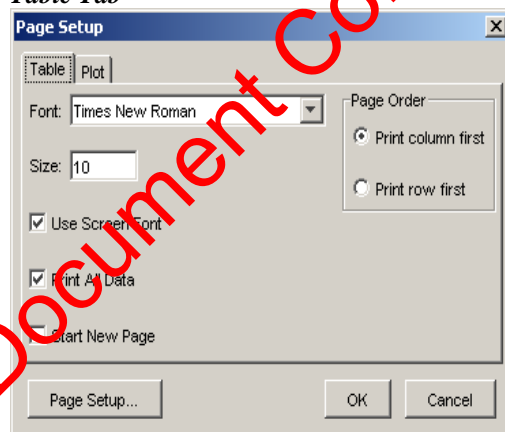 Table Tab
Page Setup
Table Plot
Font: Times New Roman
Size: 10
Use Screen Font
Print All Data
Start New Page
Page Order
Print column first
Print row first
Page Setup...
OK
Cancel
Document Co